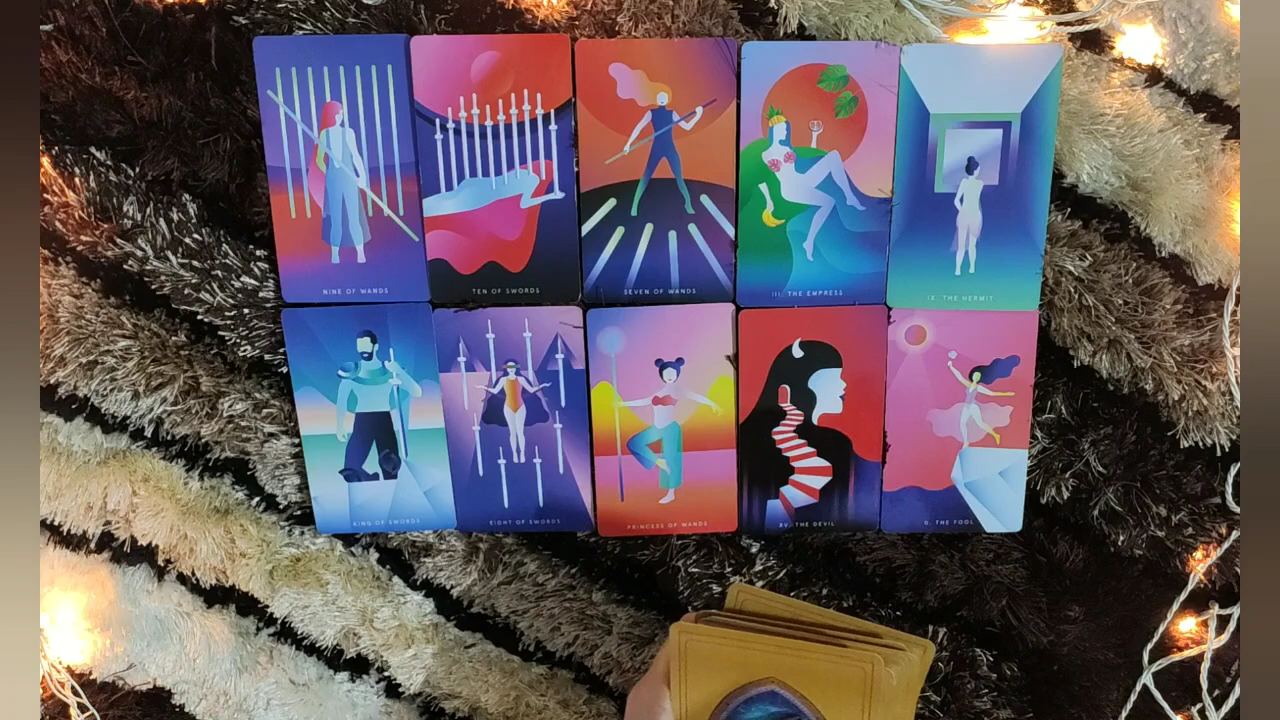 NINE OF WANDS
TEN OF SWORDS
SEVEN OF WANDS
III. THE EMPRESS
IX. THE HERMIT
KING OF SWORDS
EIGHT OF SWORDS
PRINCESS OF WANDS
XV. THE DEVIL
0. THE FOOL